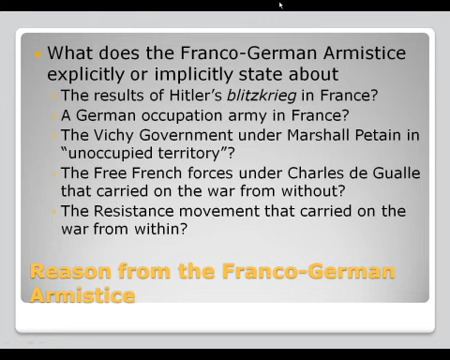 What does the Franco-German Armistice
explicitly or implicitly state about
The results of Hitler's blitzkrieg in France?
A German occupation army in France?
The Vichy Government under Marshall Petain in
"unoccupied territory"?
The Free French forces under Charles de Gualle
that carried on the war from without?
The Resistance movement that carried on the
war from within?
Reason from the Franco-German
Armistice